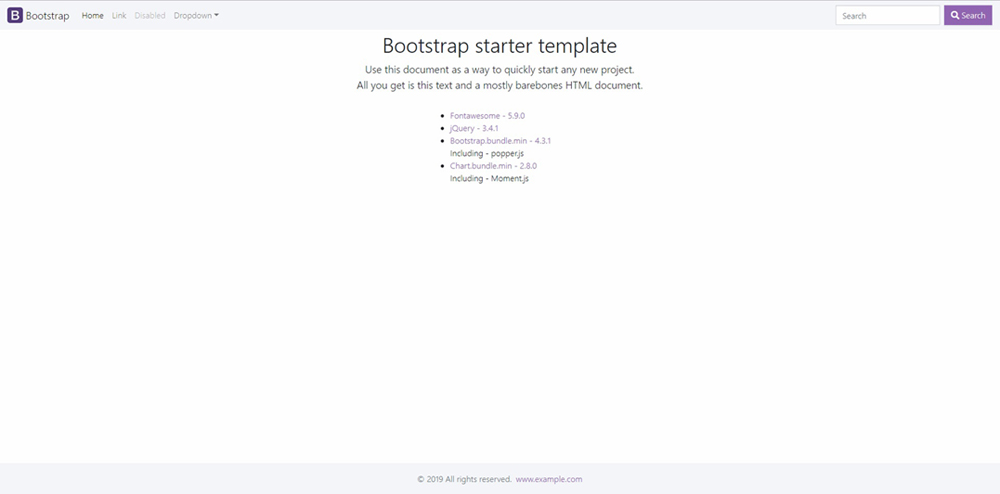 B Bootstrap Home Link Disabled Dropdown Search Search
Bootstrap starter template
Use this document as a way to quickly start any new project.
All you get is this text and a mostly barebones HTML document.
Fontawesome - 5.9.0
jQuery - 3.4.1
Bootstrap.bundle.min - 4.3.1
Including - popper.js
Chart.bundle.min - 2.8.0
Including - Moment.js
© 2019 All rights reserved. www.example.com